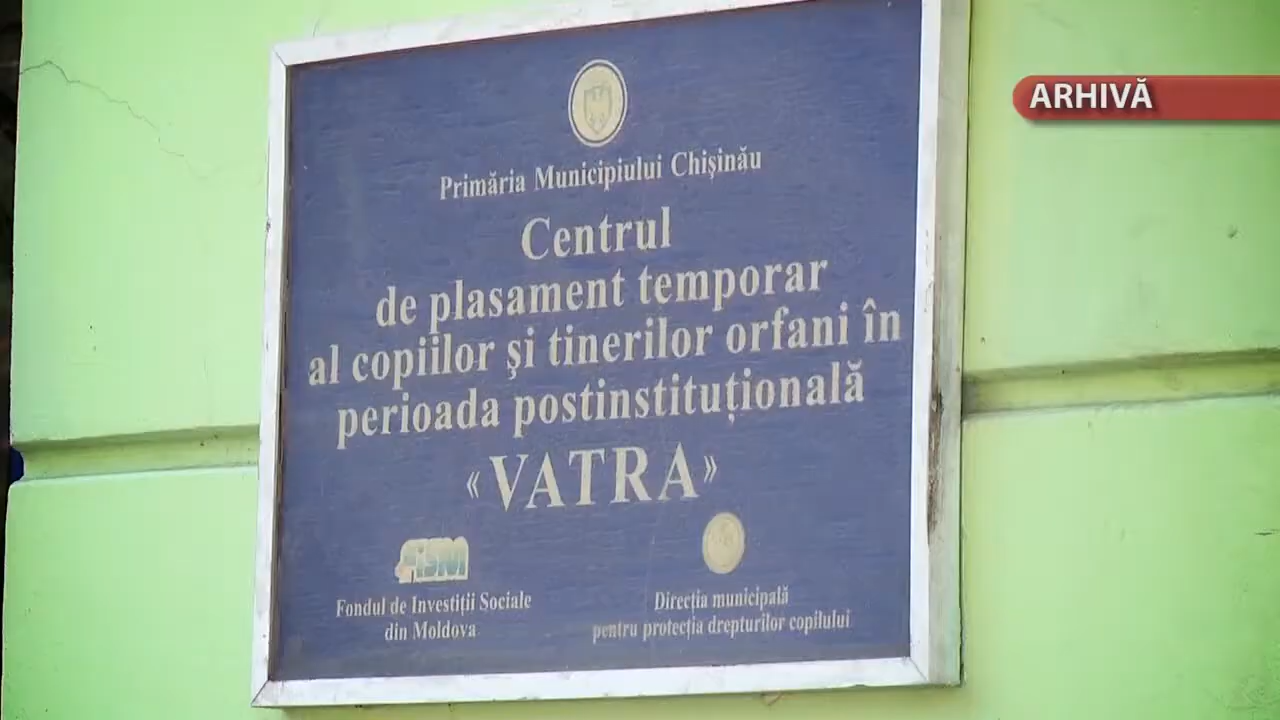 ARHIVĂ
Primăria Municipiului Chişinău
Centrul
de plasament temporar
al copiilor şi tinerilor orfani în
perioada postinstituţională
«VATRA»
FISM
Fondul de Investiţii Sociale
din Moldova
Direcţia municipală
pentru protecţia drepturilor copilului